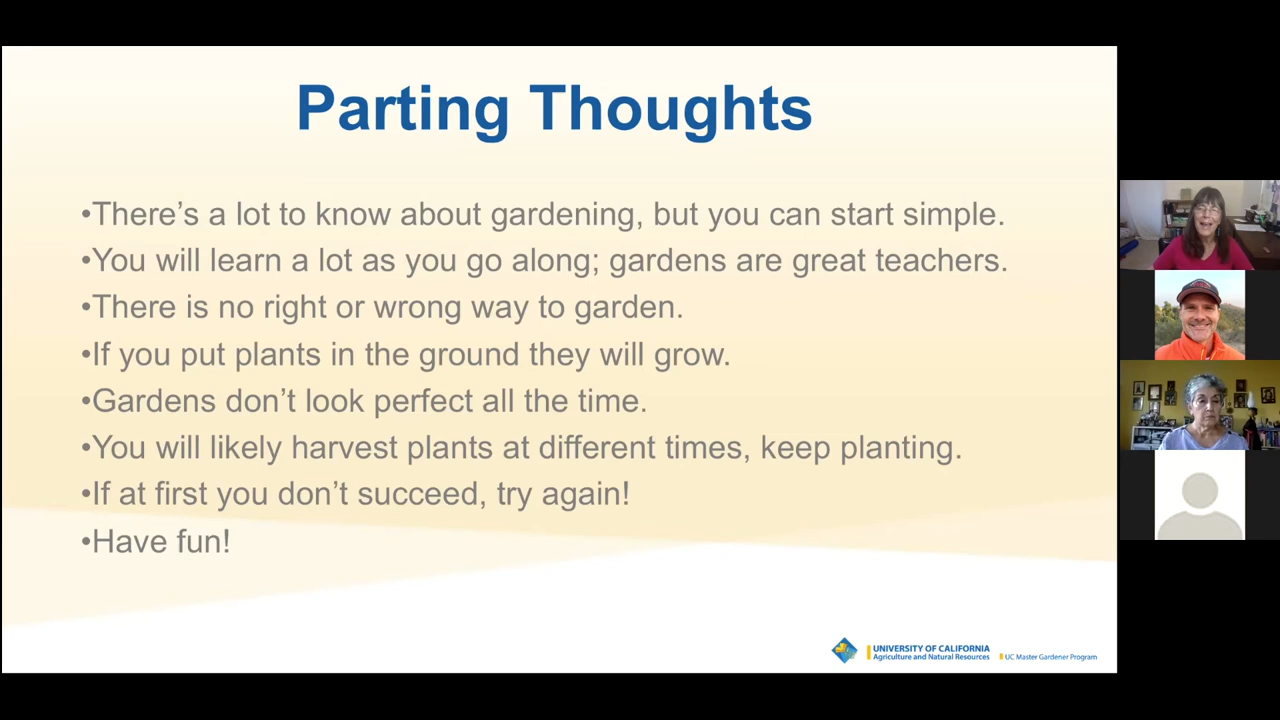 Parting Thoughts
•There’s a lot to know about gardening, but you can start simple.
•You will learn a lot as you go along; gardens are great teachers.
•There is no right or wrong way to garden.
•If you put plants in the ground they will grow.
•Gardens don’t look perfect all the time.
•You will likely harvest plants at different times, keep planting.
•If at first you don’t succeed, try again!
•Have fun!
UNIVERSITY OF CALIFORNIA
Agriculture and Natural Resources
UC Master Gardener Program